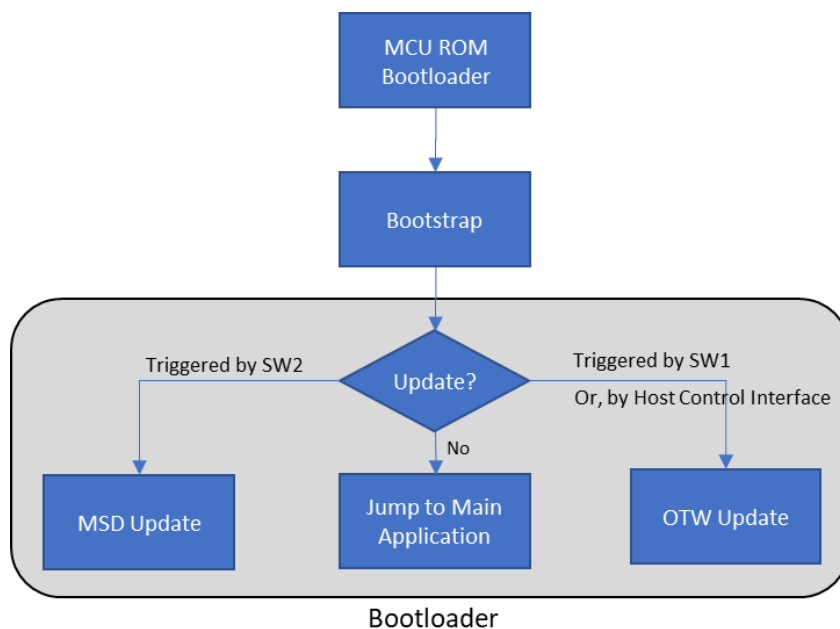 MCU ROM
Bootloader
Bootstrap
Triggered by SW2
Update?
Triggered by SW1
Or, by Host Control Interface
No
MSD Update
Jump to Main
Application
OTW Update
Bootloader